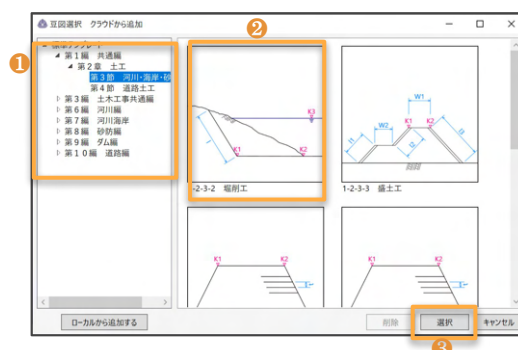 豆図選択 クラウドから追加
2
1
標準テンプレート
第1編 共通編
第2章 土工
第3節 河川・海岸・砂
第4節 道路土工
第3編 土木工事共通編
第6編 河川編
第7編 河川海岸
第8編 砂防編
第9編 ダム編
第10編 道路編
K3
l
K1 K2
1-2-3-2 掘削工
W1
K1 K2
W2
l1 l2 l3
1-2-3-3 盛土工
K1 K2
K1 K2
ローカルから追加する
削除
選択
キャンセル
3